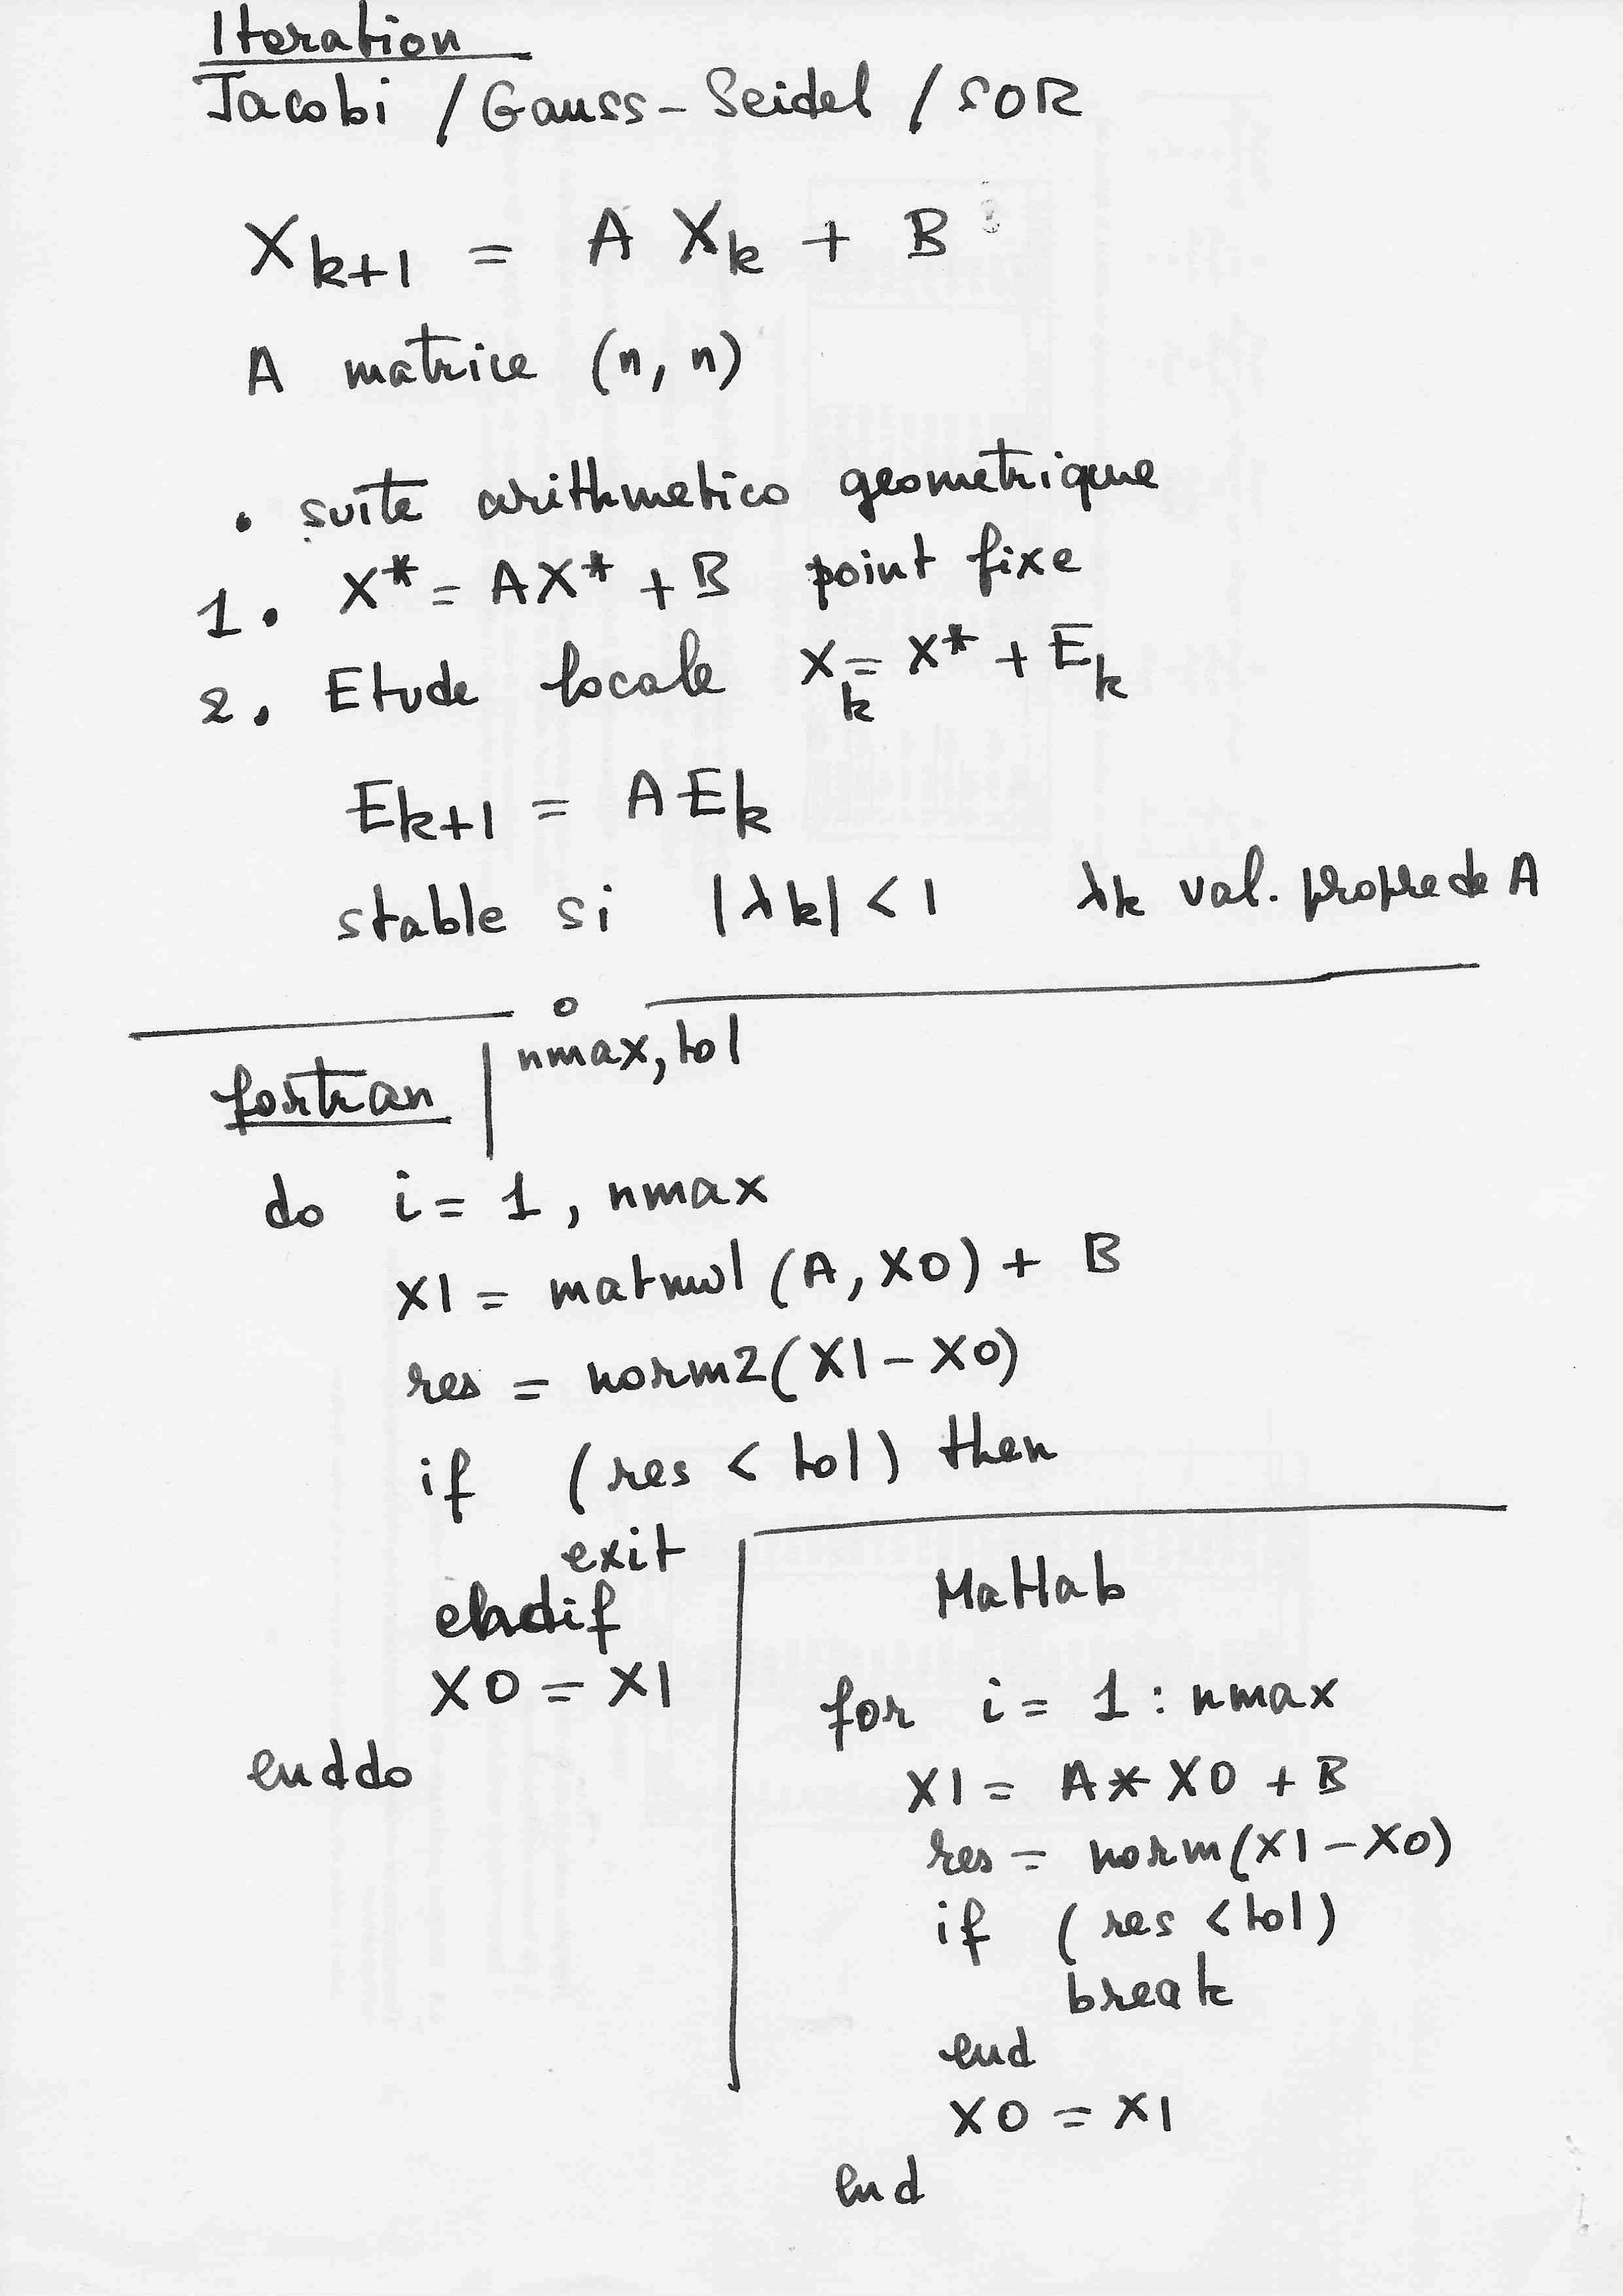 Iteration
Jacobi / Gauss-Seidel / SOR
X_{k+1} = A X_k + B
A matrice (n, n)
• suite arithmetico geometrique
1. X* = AX* + B point fixe
2. Etude locale X_k = X* + E_k
E_{k+1} = A E_k
stable si |λk| < 1 λk val. propre de A
o
fortran | nmax, tol
do i = 1, nmax
X1 = matmul (A, X0) + B
res = norm2(X1 - X0)
if (res < tol) then
exit
endif
X0 = X1
enddo
Matlab
for i = 1 : nmax
X1 = A * X0 + B
res = norm(X1 - X0)
if (res < tol)
break
end
X0 = X1
end